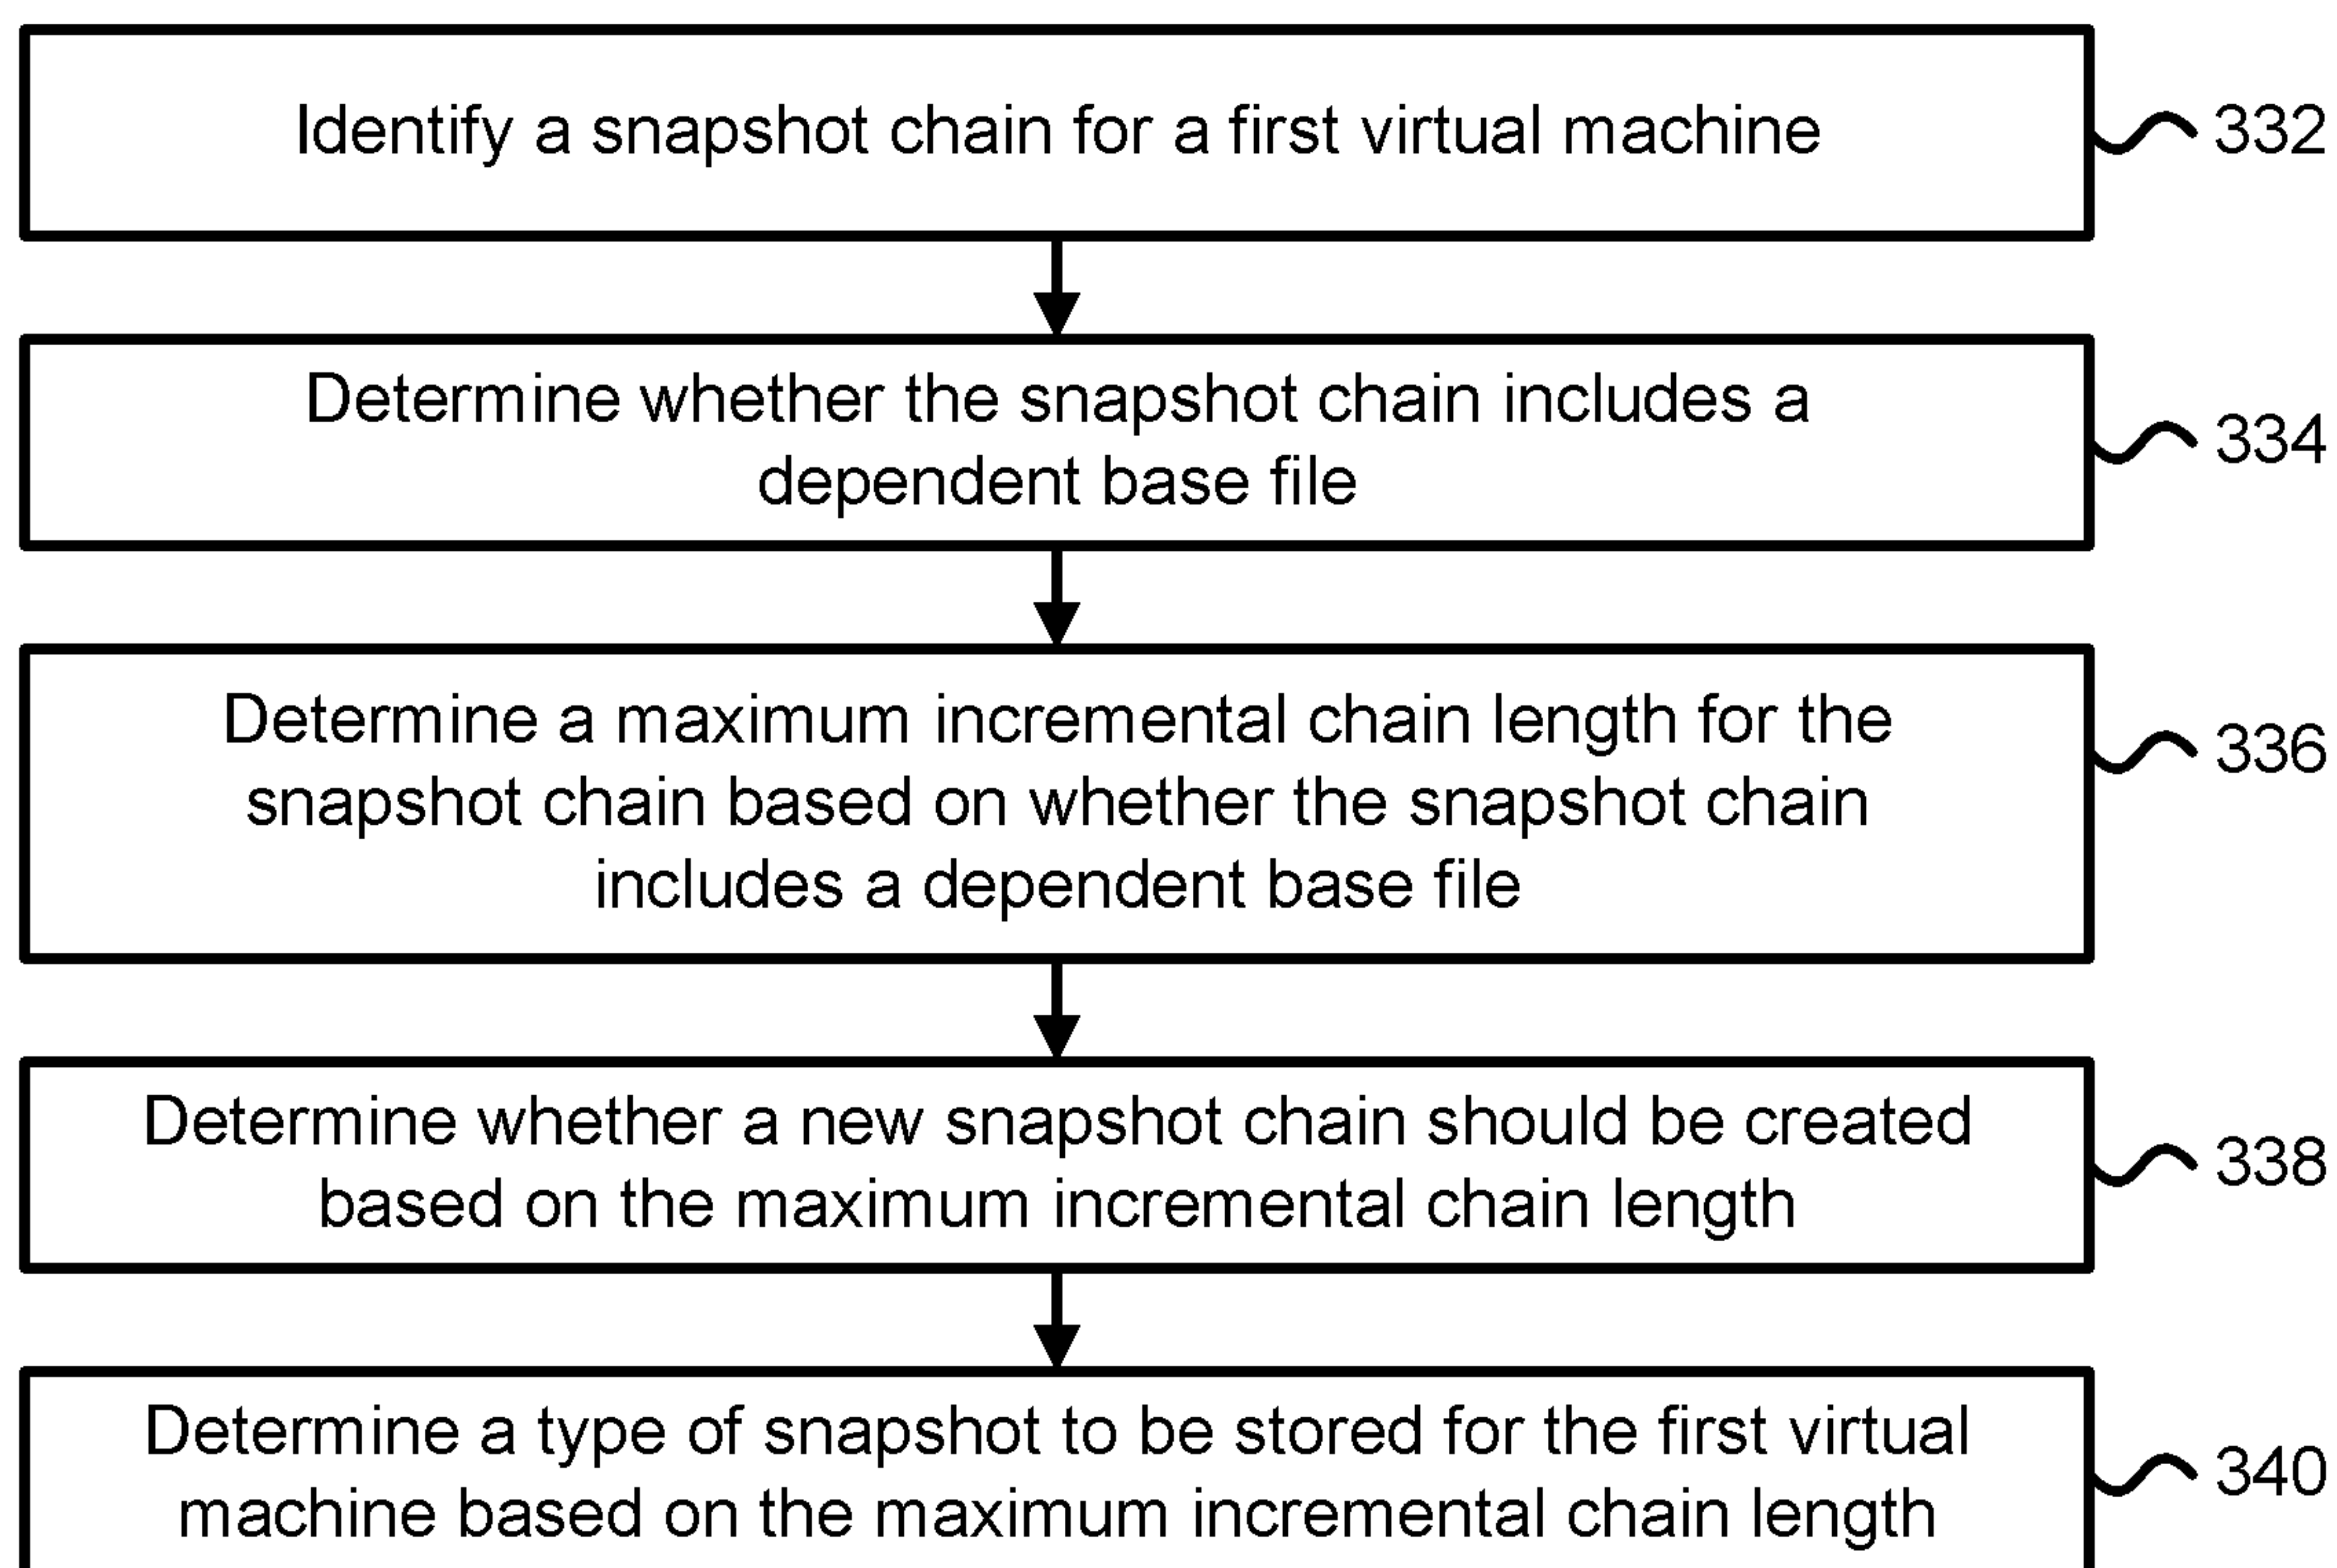 Identify a snapshot chain for a first virtual machine
332
Determine whether the snapshot chain includes a
dependent base file
334
Determine a maximum incremental chain length for the
snapshot chain based on whether the snapshot chain
includes a dependent base file
336
Determine whether a new snapshot chain should be created
based on the maximum incremental chain length
338
Determine a type of snapshot to be stored for the first virtual
machine based on the maximum incremental chain length
340